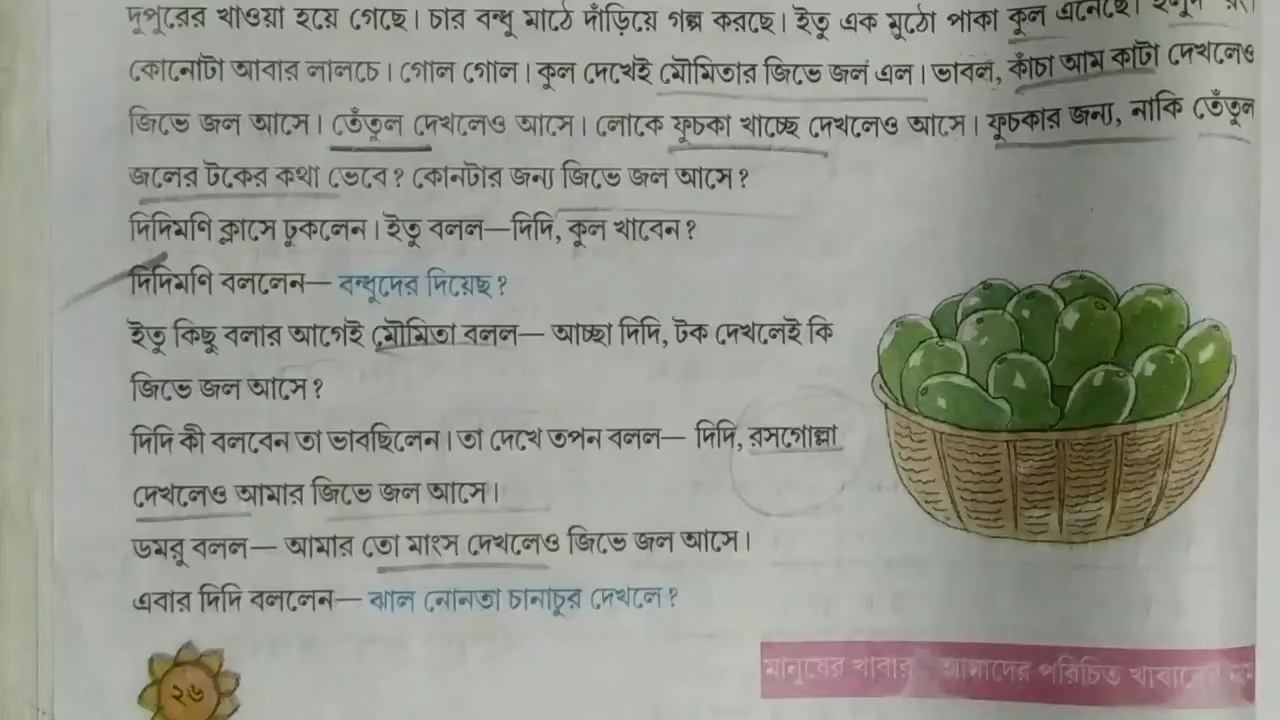 দুপুরের খাওয়া হয়ে গেছে। চার বন্ধু মাঠে দাঁড়িয়ে গল্প করছে। ইতু এক মুঠো পাকা কুল এনেছে।
কোনোটা আবার লালচে। গোল গোল। কুল দেখেই মৌমিতার জিভে জল এল। ভাবল, কাঁচা আম কাটা দেখলেও
জিভে জল আসে। তেঁতুল দেখলেও আসে। লোকে ফুচকা খাচ্ছে দেখলেও আসে। ফুচকার জন্য, নাকি তেঁতুল
জলের টকের কথা ভেবে? কোনটার জন্য জিভে জল আসে?
দিদিমণি ক্লাসে ঢুকলেন। ইতু বলল—দিদি, কুল খাবেন?
দিদিমণি বললেন— বন্ধুদের দিয়েছ?
ইতু কিছু বলার আগেই মৌমিতা বলল— আচ্ছা দিদি, টক দেখলেই কি
জিভে জল আসে?
দিদি কী বলবেন তা ভাবছিলেন। তা দেখে তপন বলল— দিদি, রসগোল্লা
দেখলেও আমার জিভে জল আসে।
ডমরু বলল— আমার তো মাংস দেখলেও জিভে জল আসে।
এবার দিদি বললেন— ঝাল নোনতা চানাচুর দেখলে?
২৬
মানুষের খাবার আমাদের পরিচিত